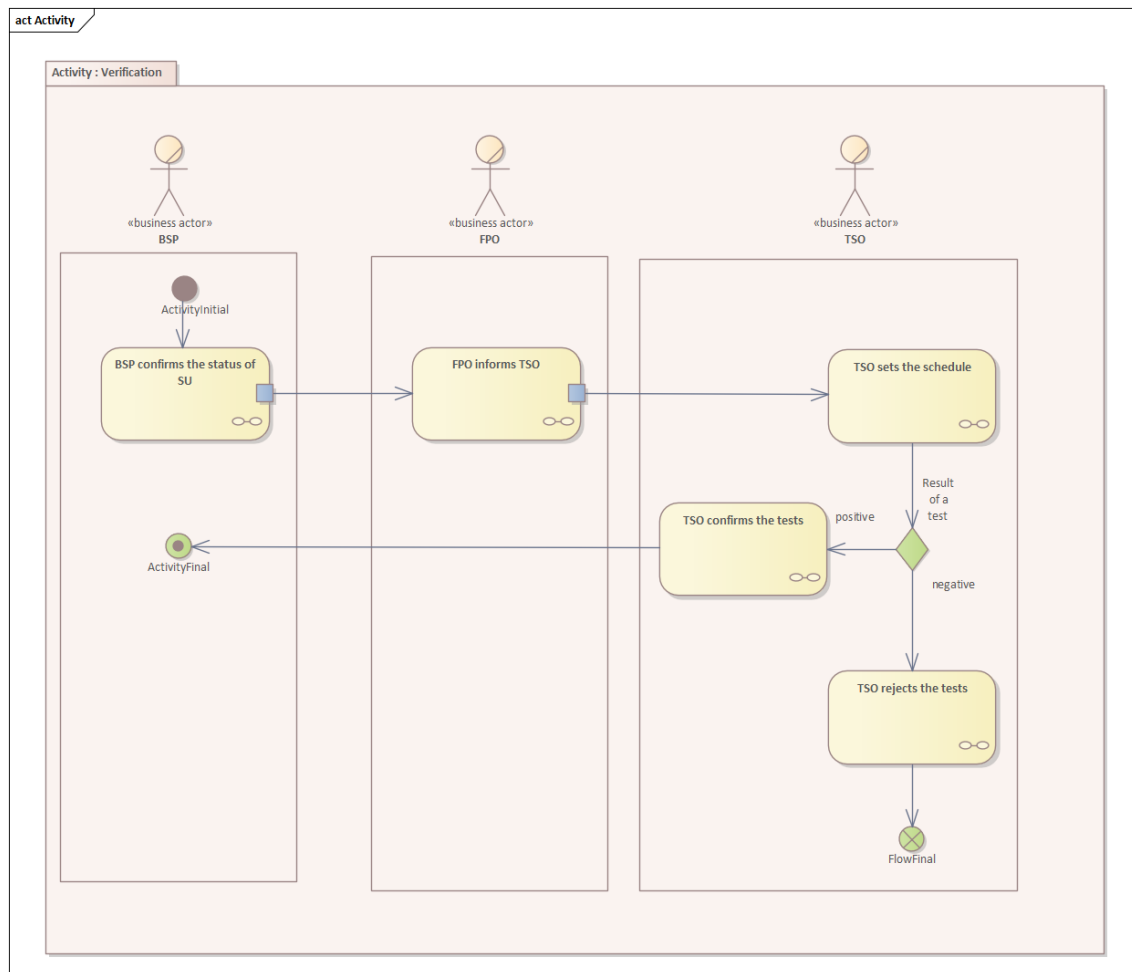 act Activity
Activity : Verification
«business actor»
BSP
«business actor»
FPO
«business actor»
TSO
ActivityInitial
BSP confirms the status of
SU
FPO informs TSO
TSO sets the schedule
Result
of a
test
positive
TSO confirms the tests
ActivityFinal
negative
TSO rejects the tests
FlowFinal